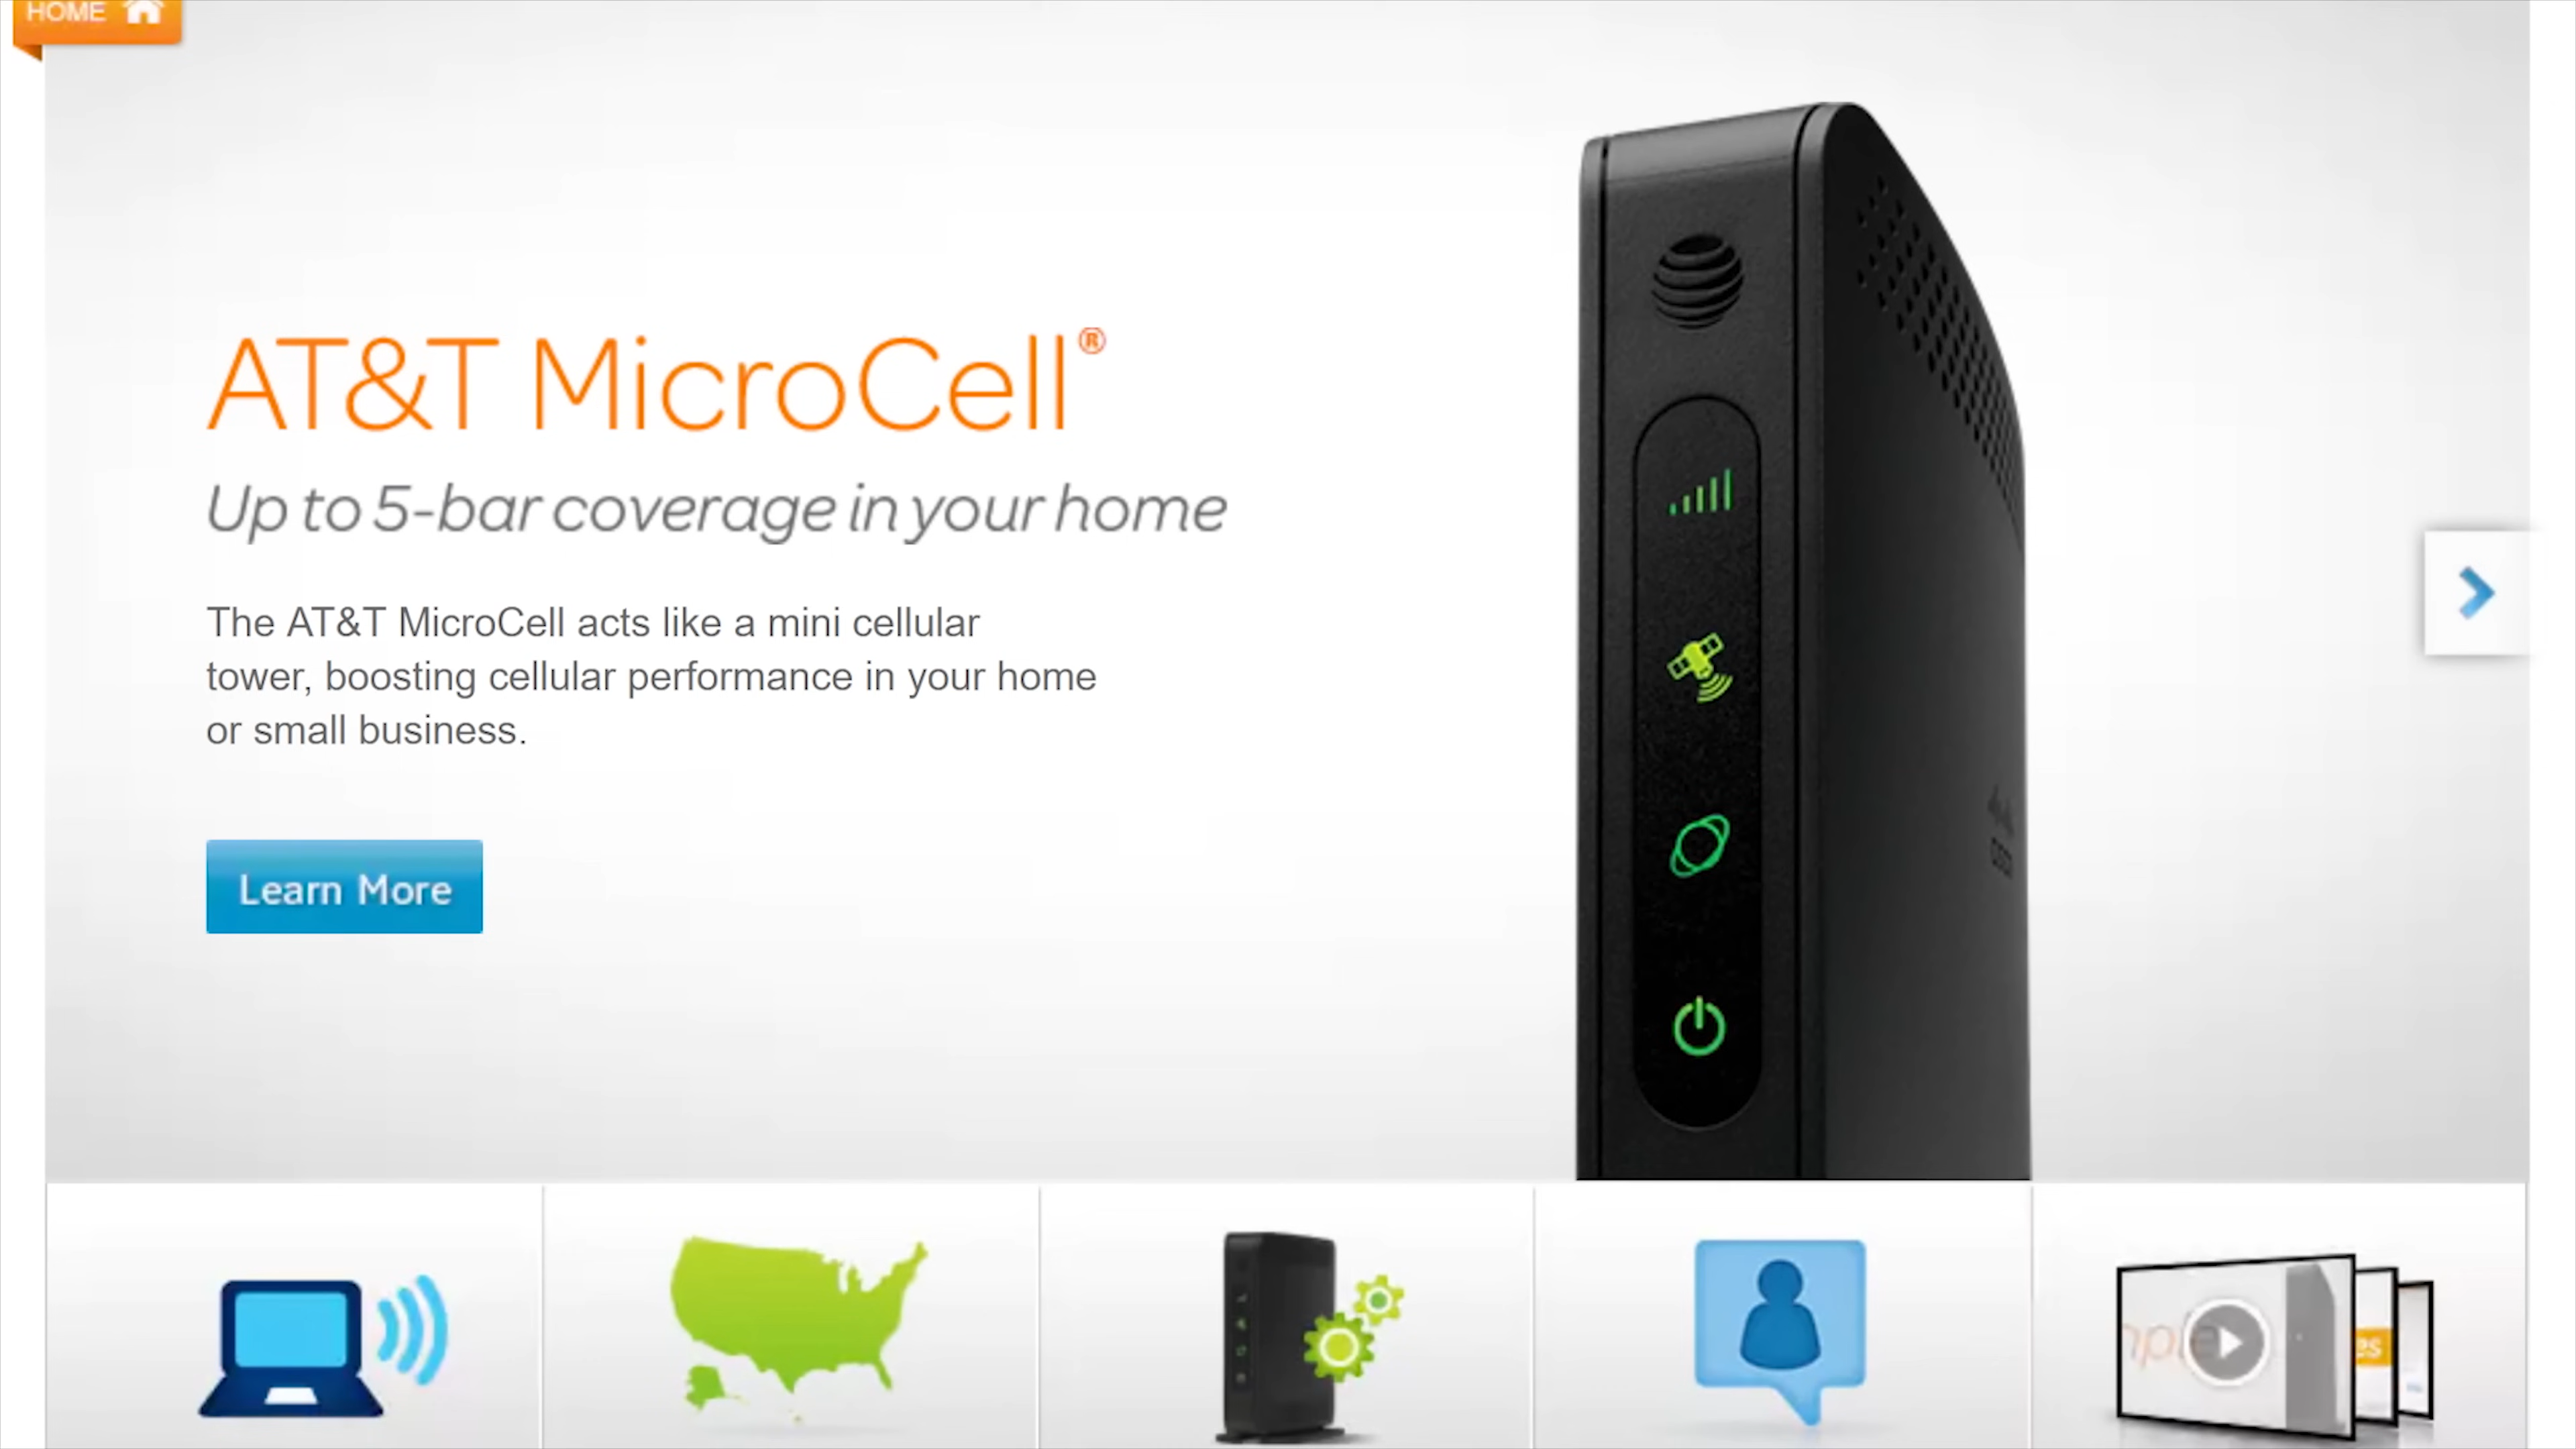 HOME
AT&T MicroCell®
Up to 5-bar coverage in your home
The AT&T MicroCell acts like a mini cellular
tower, boosting cellular performance in your home
or small business.
Learn More